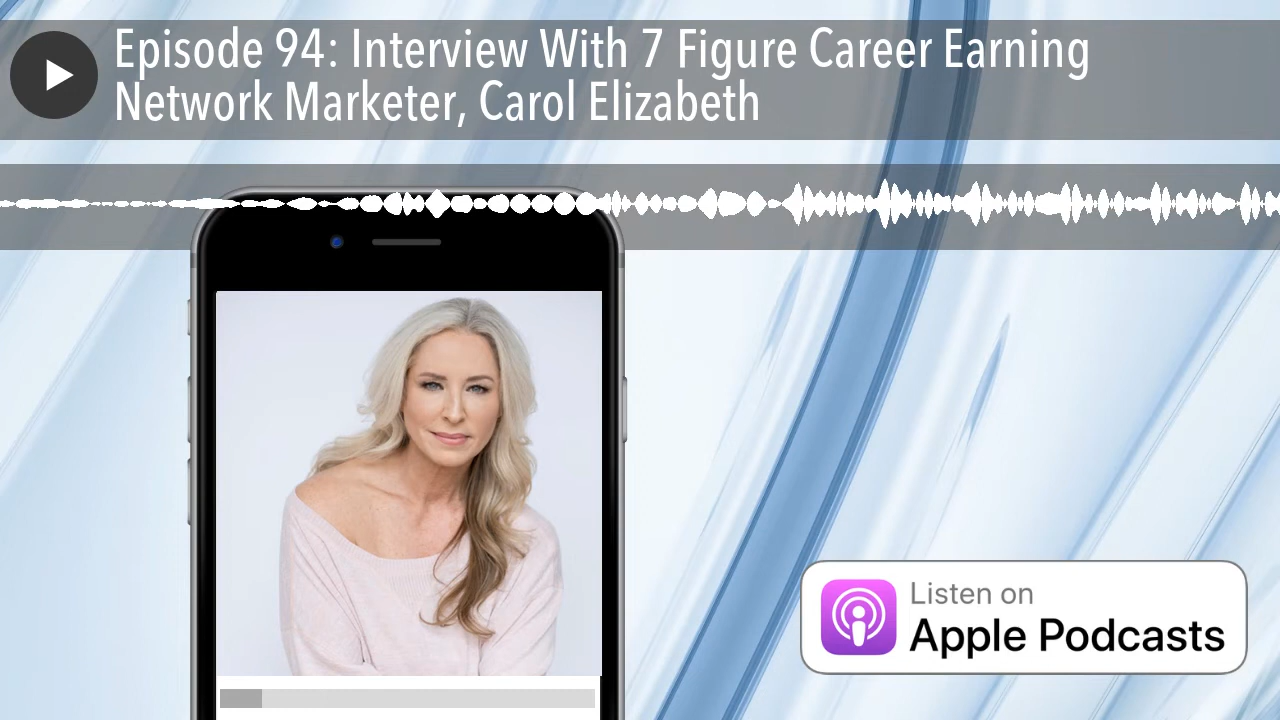 Episode 94: Interview With 7 Figure Career Earning
Network Marketer, Carol Elizabeth
Listen on
Apple Podcasts